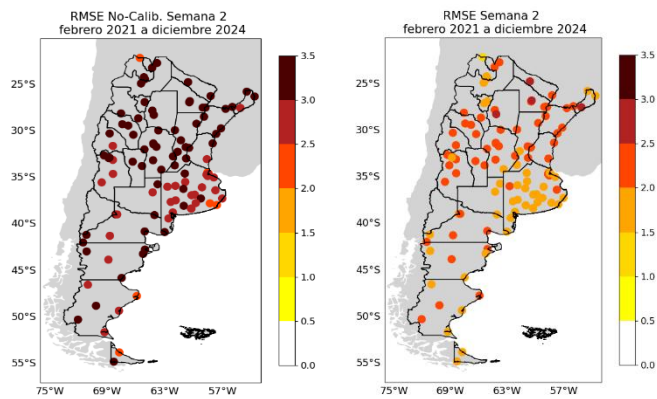 RMSE No-Calib. Semana 2
febrero 2021 a diciembre 2024
25°S
30°S
35°S
40°S
45°S
50°S
55°S
75°W
69°W
63°W
57°W
3.5
3.0
2.5
2.0
1.5
1.0
0.5
0.0
RMSE Semana 2
febrero 2021 a diciembre 2024
25°S
30°S
35°S
40°S
45°S
50°S
55°S
75°W
69°W
63°W
57°W
3.5
3.0
2.5
2.0
1.5
1.0
0.5
0.0